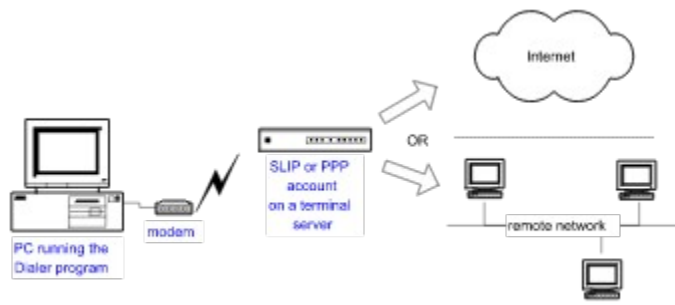 Internet
OR
SLIP or PPP
account
on a terminal
server
modem
PC running the
Dialer program
remote network